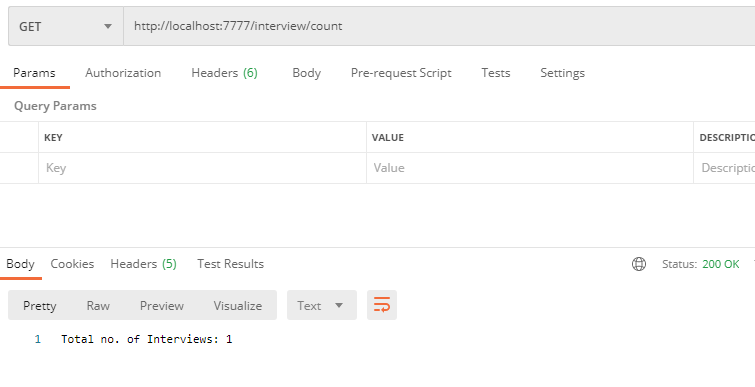 GET http://localhost:7777/interview/count
Params Authorization Headers (6) Body Pre-request Script Tests Settings
Query Params
KEY VALUE DESCRIPTIO
Key Value Descriptio
Body Cookies Headers (5) Test Results Status: 200 OK
Pretty Raw Preview Visualize Text
1 Total no. of Interviews: 1